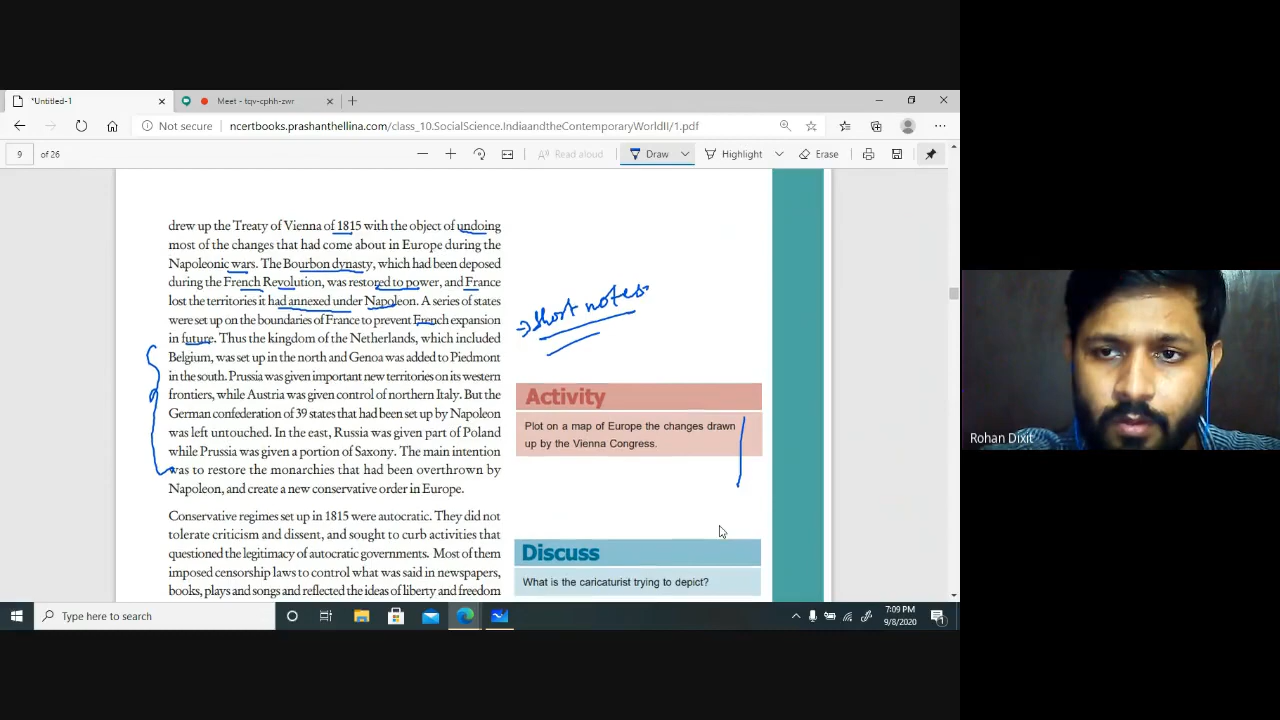 *Untitled-1
Meet - tqv-cphh-zwr
Not secure
ncertbooks.prashanthellina.com/class_10.SocialScience.IndiaandtheContemporaryWorldII/1.pdf
9 of 26
Read aloud
Draw
Highlight
Erase
drew up the Treaty of Vienna of 1815 with the object of undoing
most of the changes that had come about in Europe during the
Napoleonic wars. The Bourbon dynasty, which had been deposed
during the French Revolution, was restored to power, and France
lost the territories it had annexed under Napoleon. A series of states
were set up on the boundaries of France to prevent French expansion
in future. Thus the kingdom of the Netherlands, which included
Belgium, was set up in the north and Genoa was added to Piedmont
in the south. Prussia was given important new territories on its western
frontiers, while Austria was given control of northern Italy. But the
German confederation of 39 states that had been set up by Napoleon
was left untouched. In the east, Russia was given part of Poland
while Prussia was given a portion of Saxony. The main intention
was to restore the monarchies that had been overthrown by
Napoleon, and create a new conservative order in Europe.
Conservative regimes set up in 1815 were autocratic. They did not
tolerate criticism and dissent, and sought to curb activities that
questioned the legitimacy of autocratic governments. Most of them
imposed censorship laws to control what was said in newspapers,
books, plays and songs and reflected the ideas of liberty and freedom
short notes
Activity
Plot on a map of Europe the changes drawn
up by the Vienna Congress.
Discuss
What is the caricaturist trying to depict?
Rohan Dixit
Type here to search
7:09 PM
9/8/2020
1